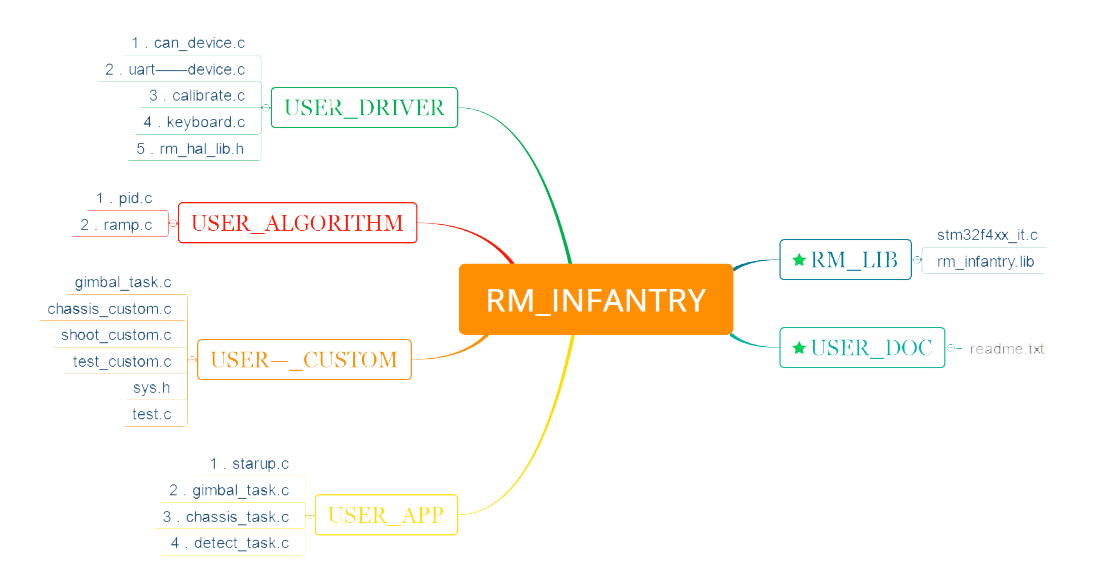 1 . can_device.c
2 . uart——device.c
3 . calibrate.c
4 . keyboard.c
5 . rm_hal_lib.h
USER_DRIVER
1 . pid.c
2 . ramp.c
USER_ALGORITHM
gimbal_task.c
chassis_custom.c
shoot_custom.c
test_custom.c
sys.h
test.c
USER—_CUSTOM
1 . starup.c
2 . gimbal_task.c
3 . chassis_task.c
4 . detect_task.c
USER_APP
RM_INFANTRY
RM_LIB
stm32f4xx_it.c
rm_infantry.lib
USER_DOC
readme.txt